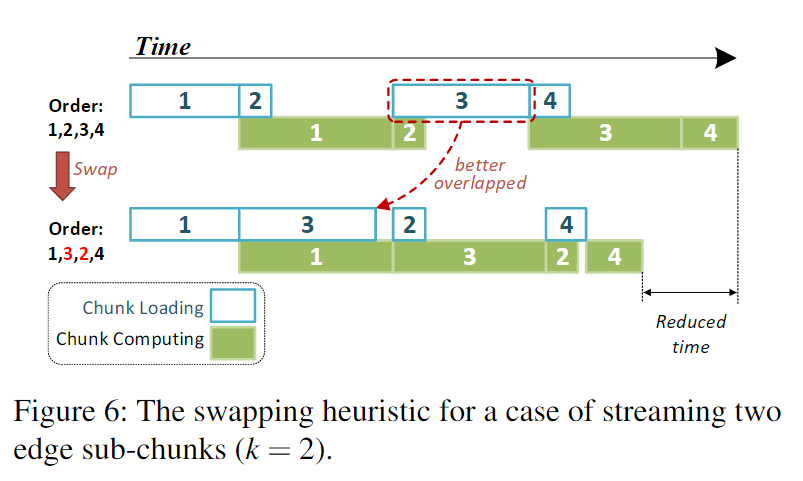 Time
Order:
1,2,3,4
1 2 3 4
1 2 3 4
Swap
better
overlapped
Order:
1,3,2,4
1 3 2 4
1 3 2 4
Chunk Loading
Chunk Computing
Reduced
time
Figure 6: The swapping heuristic for a case of streaming two
edge sub-chunks (k = 2).